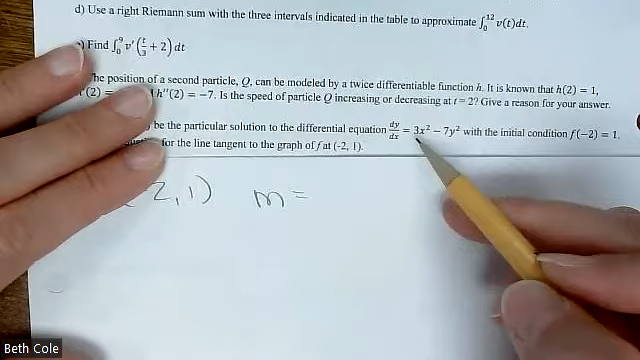 d) Use a right Riemann sum with the three intervals indicated in the table to approximate ∫₀¹² v(t)dt.
) Find ∫₀⁹ v′(t/3 + 2) dt
The position of a second particle, Q, can be modeled by a twice differentiable function h. It is known that h(2) = 1,
(2) = h″(2) = −7. Is the speed of particle Q increasing or decreasing at t = 2? Give a reason for your answer.
be the particular solution to the differential equation dy/dx = 3x² − 7y² with the initial condition f(−2) = 1.
for the line tangent to the graph of f at (-2, 1).
2,1) m =
Beth Cole